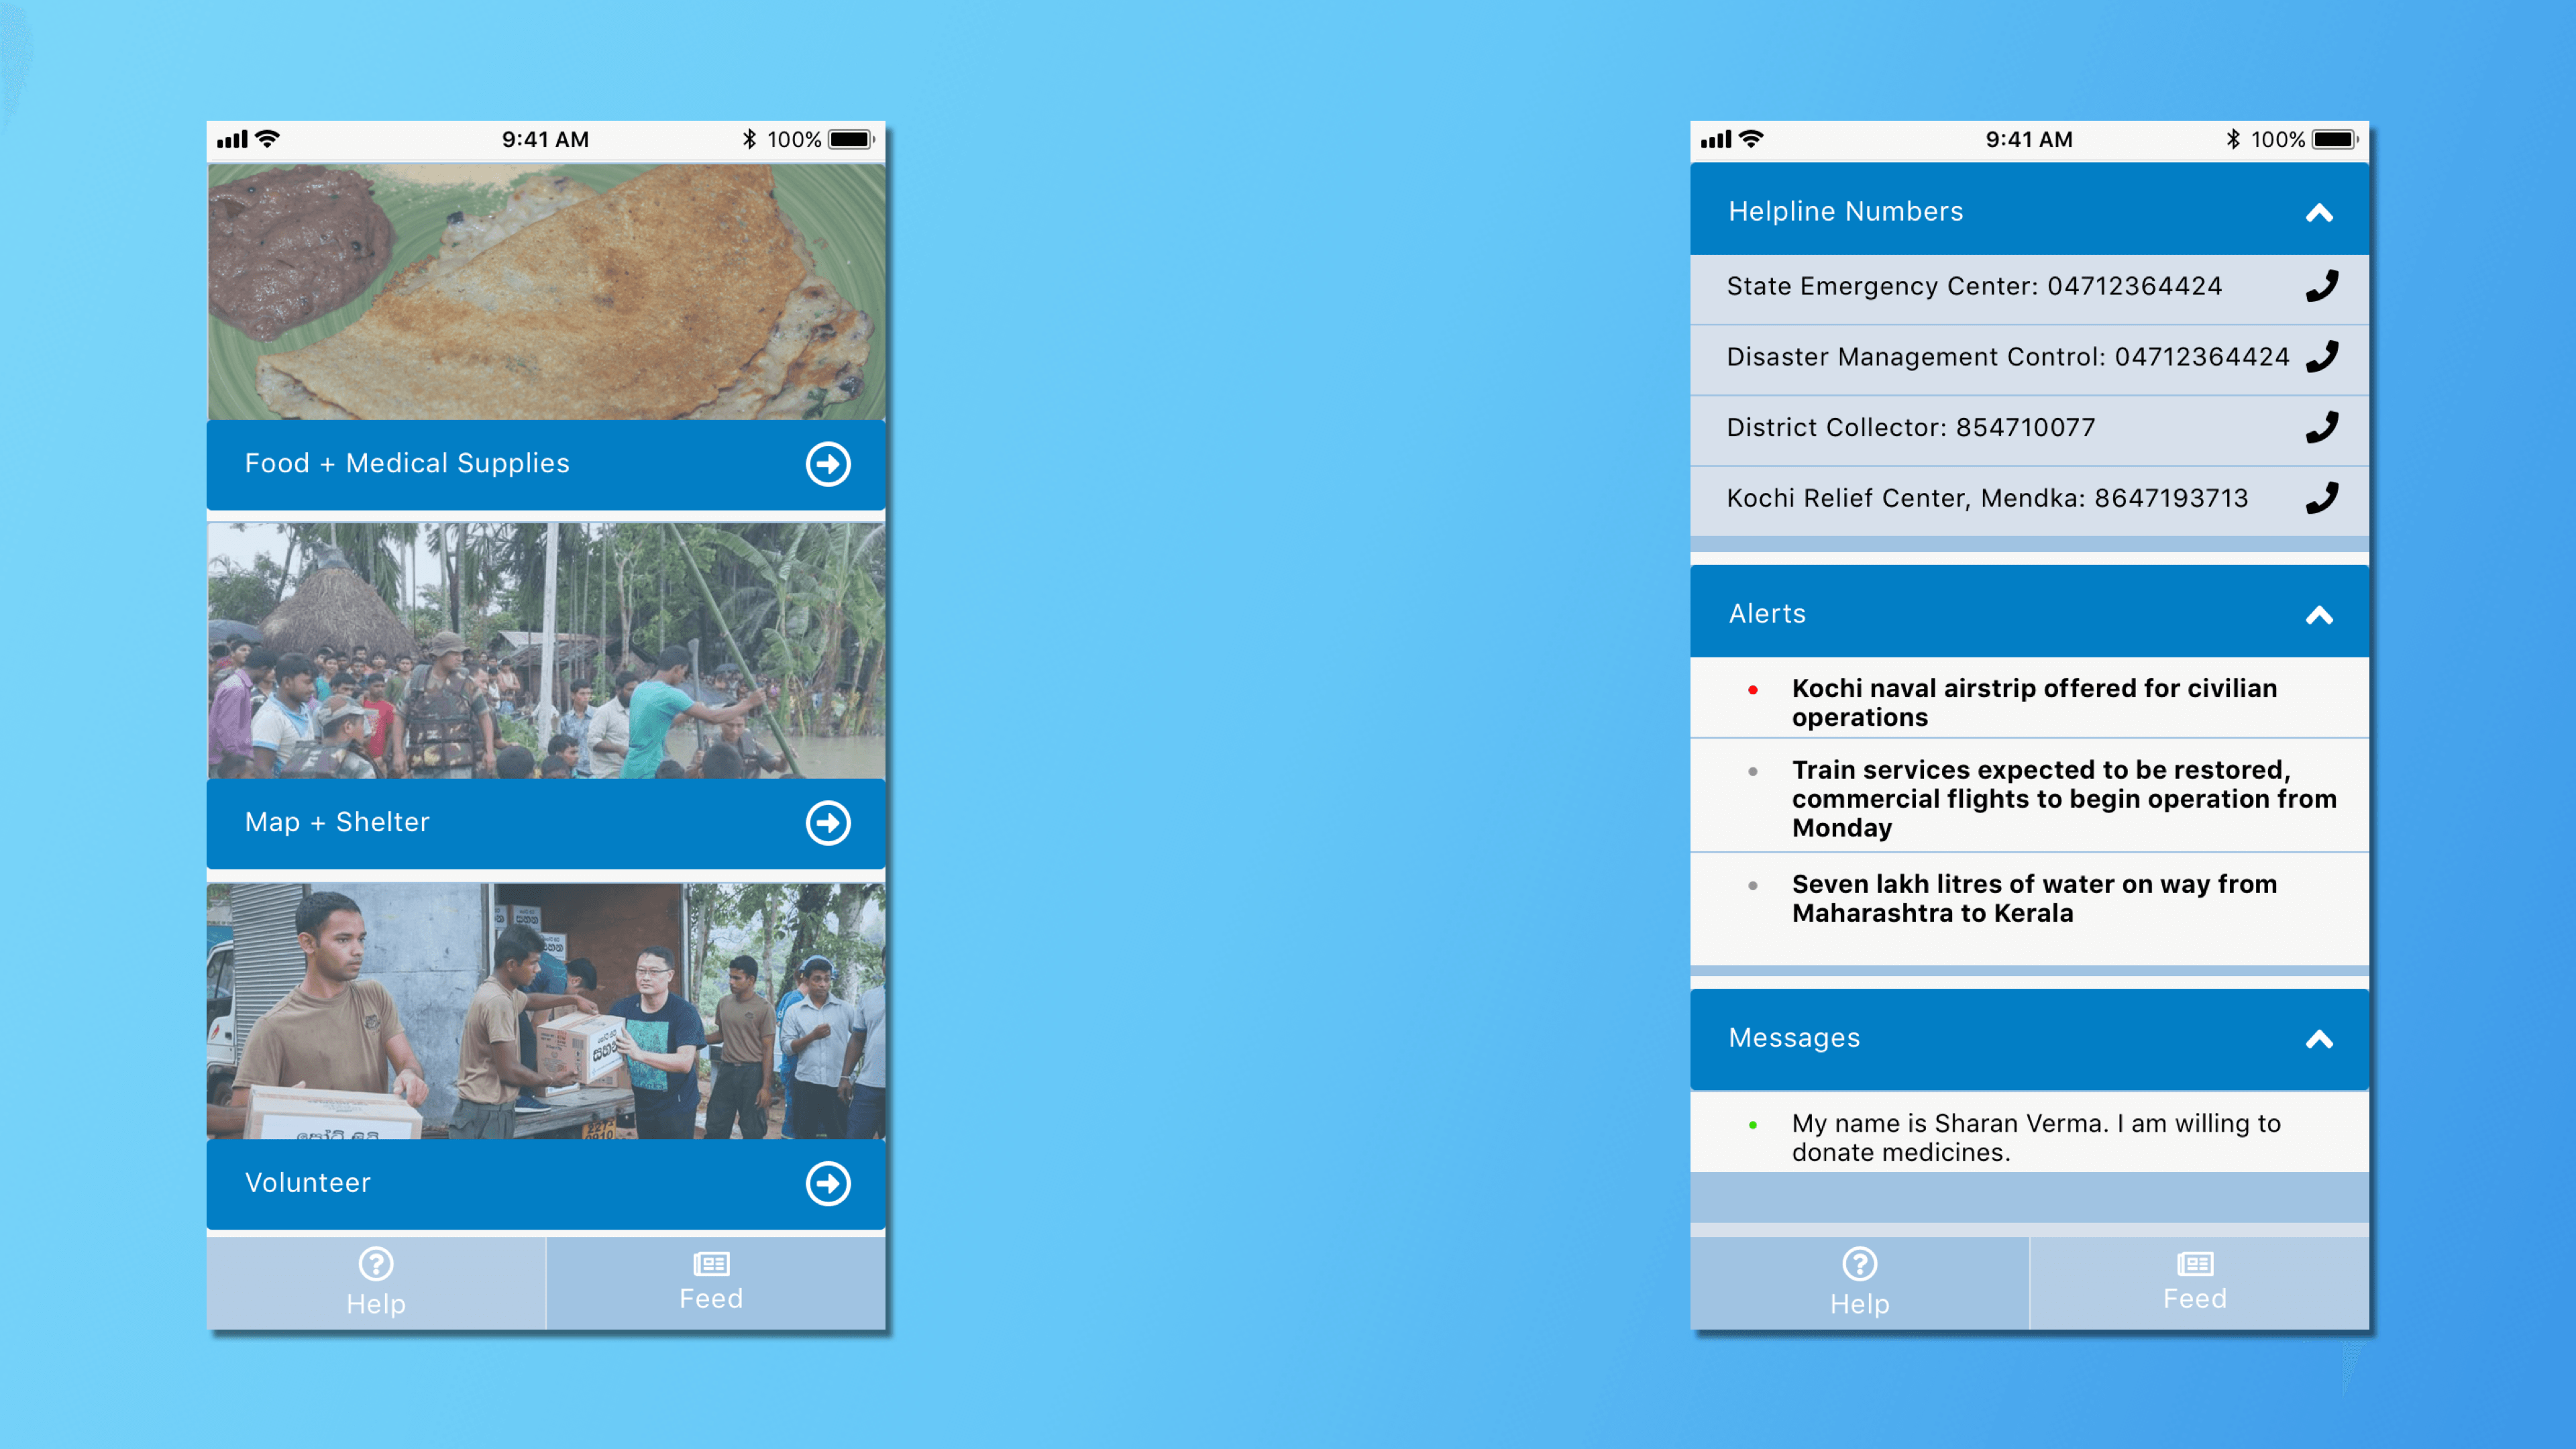 9:41 AM
100%
Food + Medical Supplies
Map + Shelter
සහන
Volunteer
Help
Feed
9:41 AM
100%
Helpline Numbers
State Emergency Center: 04712364424
Disaster Management Control: 04712364424
District Collector: 854710077
Kochi Relief Center, Mendka: 8647193713
Alerts
Kochi naval airstrip offered for civilian
operations
Train services expected to be restored,
commercial flights to begin operation from
Monday
Seven lakh litres of water on way from
Maharashtra to Kerala
Messages
My name is Sharan Verma. I am willing to
donate medicines.
Help
Feed